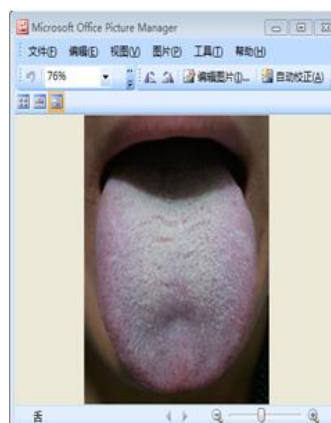 Microsoft Office Picture Manager
文件(F) 编辑(E) 视图(V) 图片(P) 工具(T) 帮助(H)
76% 编辑图片(I)... 自动校正(A)
舌